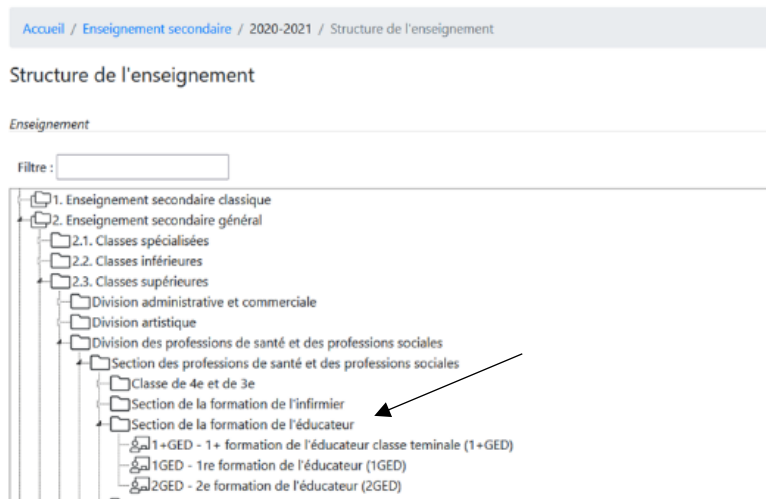 Accueil / Enseignement secondaire / 2020-2021 / Structure de l'enseignement
Structure de l'enseignement
Enseignement
Filtre :
1. Enseignement secondaire classique
2. Enseignement secondaire général
2.1. Classes spécialisées
2.2. Classes inférieures
2.3. Classes supérieures
Division administrative et commerciale
Division artistique
Division des professions de santé et des professions sociales
Section des professions de santé et des professions sociales
Classe de 4e et de 3e
Section de la formation de l'infirmier
Section de la formation de l'éducateur
1+GED - 1+ formation de l'éducateur classe teminale (1+GED)
1GED - 1re formation de l'éducateur (1GED)
2GED - 2e formation de l'éducateur (2GED)